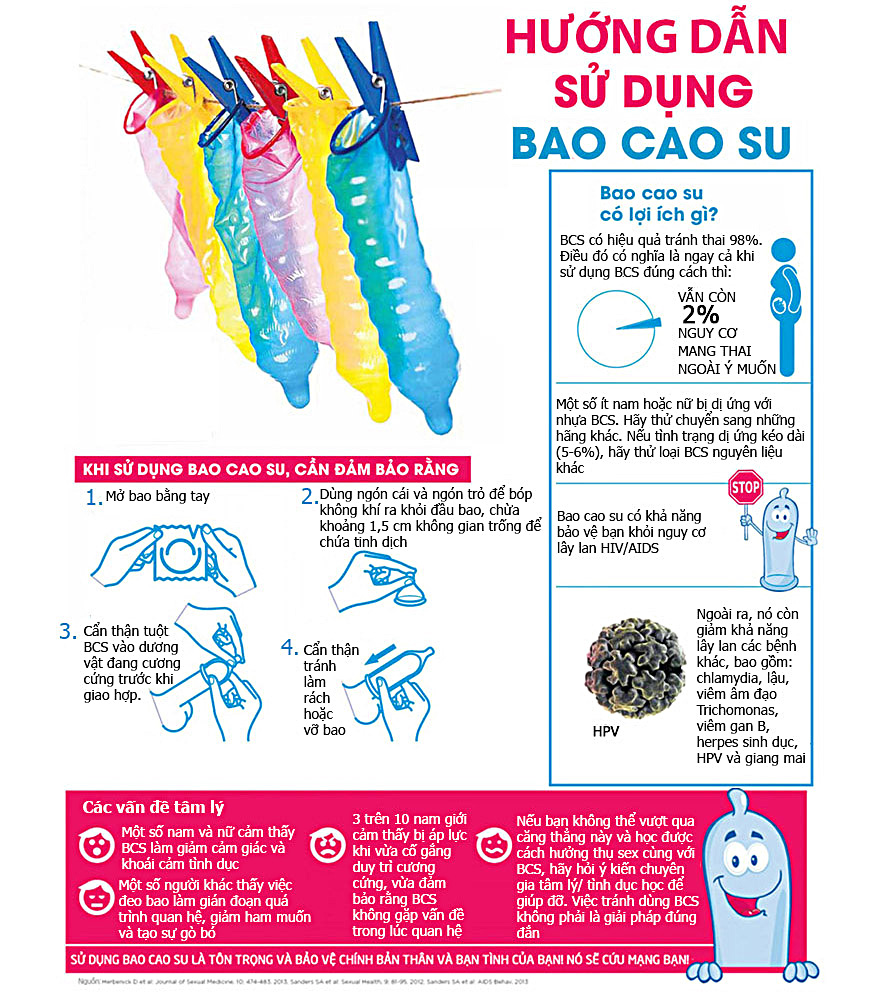 HƯỚNG DẪN
SỬ DỤNG
BAO CAO SU
Bao cao su
có lợi ích gì?
BCS có hiệu quả tránh thai 98%.
Điều đó có nghĩa là ngay cả khi
sử dụng BCS đúng cách thì:
VẪN CÒN
2%
NGUY CƠ
MANG THAI
NGOÀI Ý MUỐN
Một số ít nam hoặc nữ bị dị ứng với
nhựa BCS. Hãy thử chuyển sang những
hãng khác. Nếu tình trạng dị ứng kéo dài
(5-6%), hãy thử loại BCS nguyên liệu
khác
STOP
Bao cao su có khả năng
bảo vệ bạn khỏi nguy cơ
lây lan HIV/AIDS
Ngoài ra, nó còn
giảm khả năng
lây lan các bệnh
khác, bao gồm:
chlamydia, lậu,
viêm âm đạo
Trichomonas,
viêm gan B,
herpes sinh dục,
HPV và giang mai
HPV
KHI SỬ DỤNG BAO CAO SU, CẦN ĐẢM BẢO RẰNG
1. Mở bao bằng tay
2. Dùng ngón cái và ngón trỏ để bóp
không khí ra khỏi đầu bao, chừa
khoảng 1,5 cm không gian trống để
chứa tinh dịch
3. Cẩn thận tuột
BCS vào dương
vật đang cương
cứng trước khi
giao hợp.
4. Cẩn thận
tránh
làm
rách
hoặc
vỡ bao
Các vấn đề tâm lý
Một số nam và nữ cảm thấy
BCS làm giảm cảm giác và
khoái cảm tình dục
Một số người khác thấy việc
đeo bao làm gián đoạn quá
trình quan hệ, giảm ham muốn
và tạo sự gò bó
3 trên 10 nam giới
cảm thấy bị áp lực
khi vừa cố gắng
duy trì cương
cứng, vừa đảm
bảo rằng BCS
không gặp vấn đề
trong lúc quan hệ
Nếu bạn không thể vượt qua
căng thẳng này và học được
cách hưởng thụ sex cùng với
BCS, hãy hỏi ý kiến chuyên
gia tâm lý/ tình dục học để
giúp đỡ. Việc tránh dùng BCS
không phải là giải pháp đúng
đắn
SỬ DỤNG BAO CAO SU LÀ TÔN TRỌNG VÀ BẢO VỆ CHÍNH BẢN THÂN VÀ BẠN TÌNH CỦA BẠN! NÓ SẼ CỨU MẠNG BẠN!
Nguồn: Herbenick D et al: Journal of Sexual Medicine, 10: 474-483, 2013, Sanders SA et al: Sexual Health, 9: 81-95, 2012, Sanders SA et al: AIDS Behav, 2013